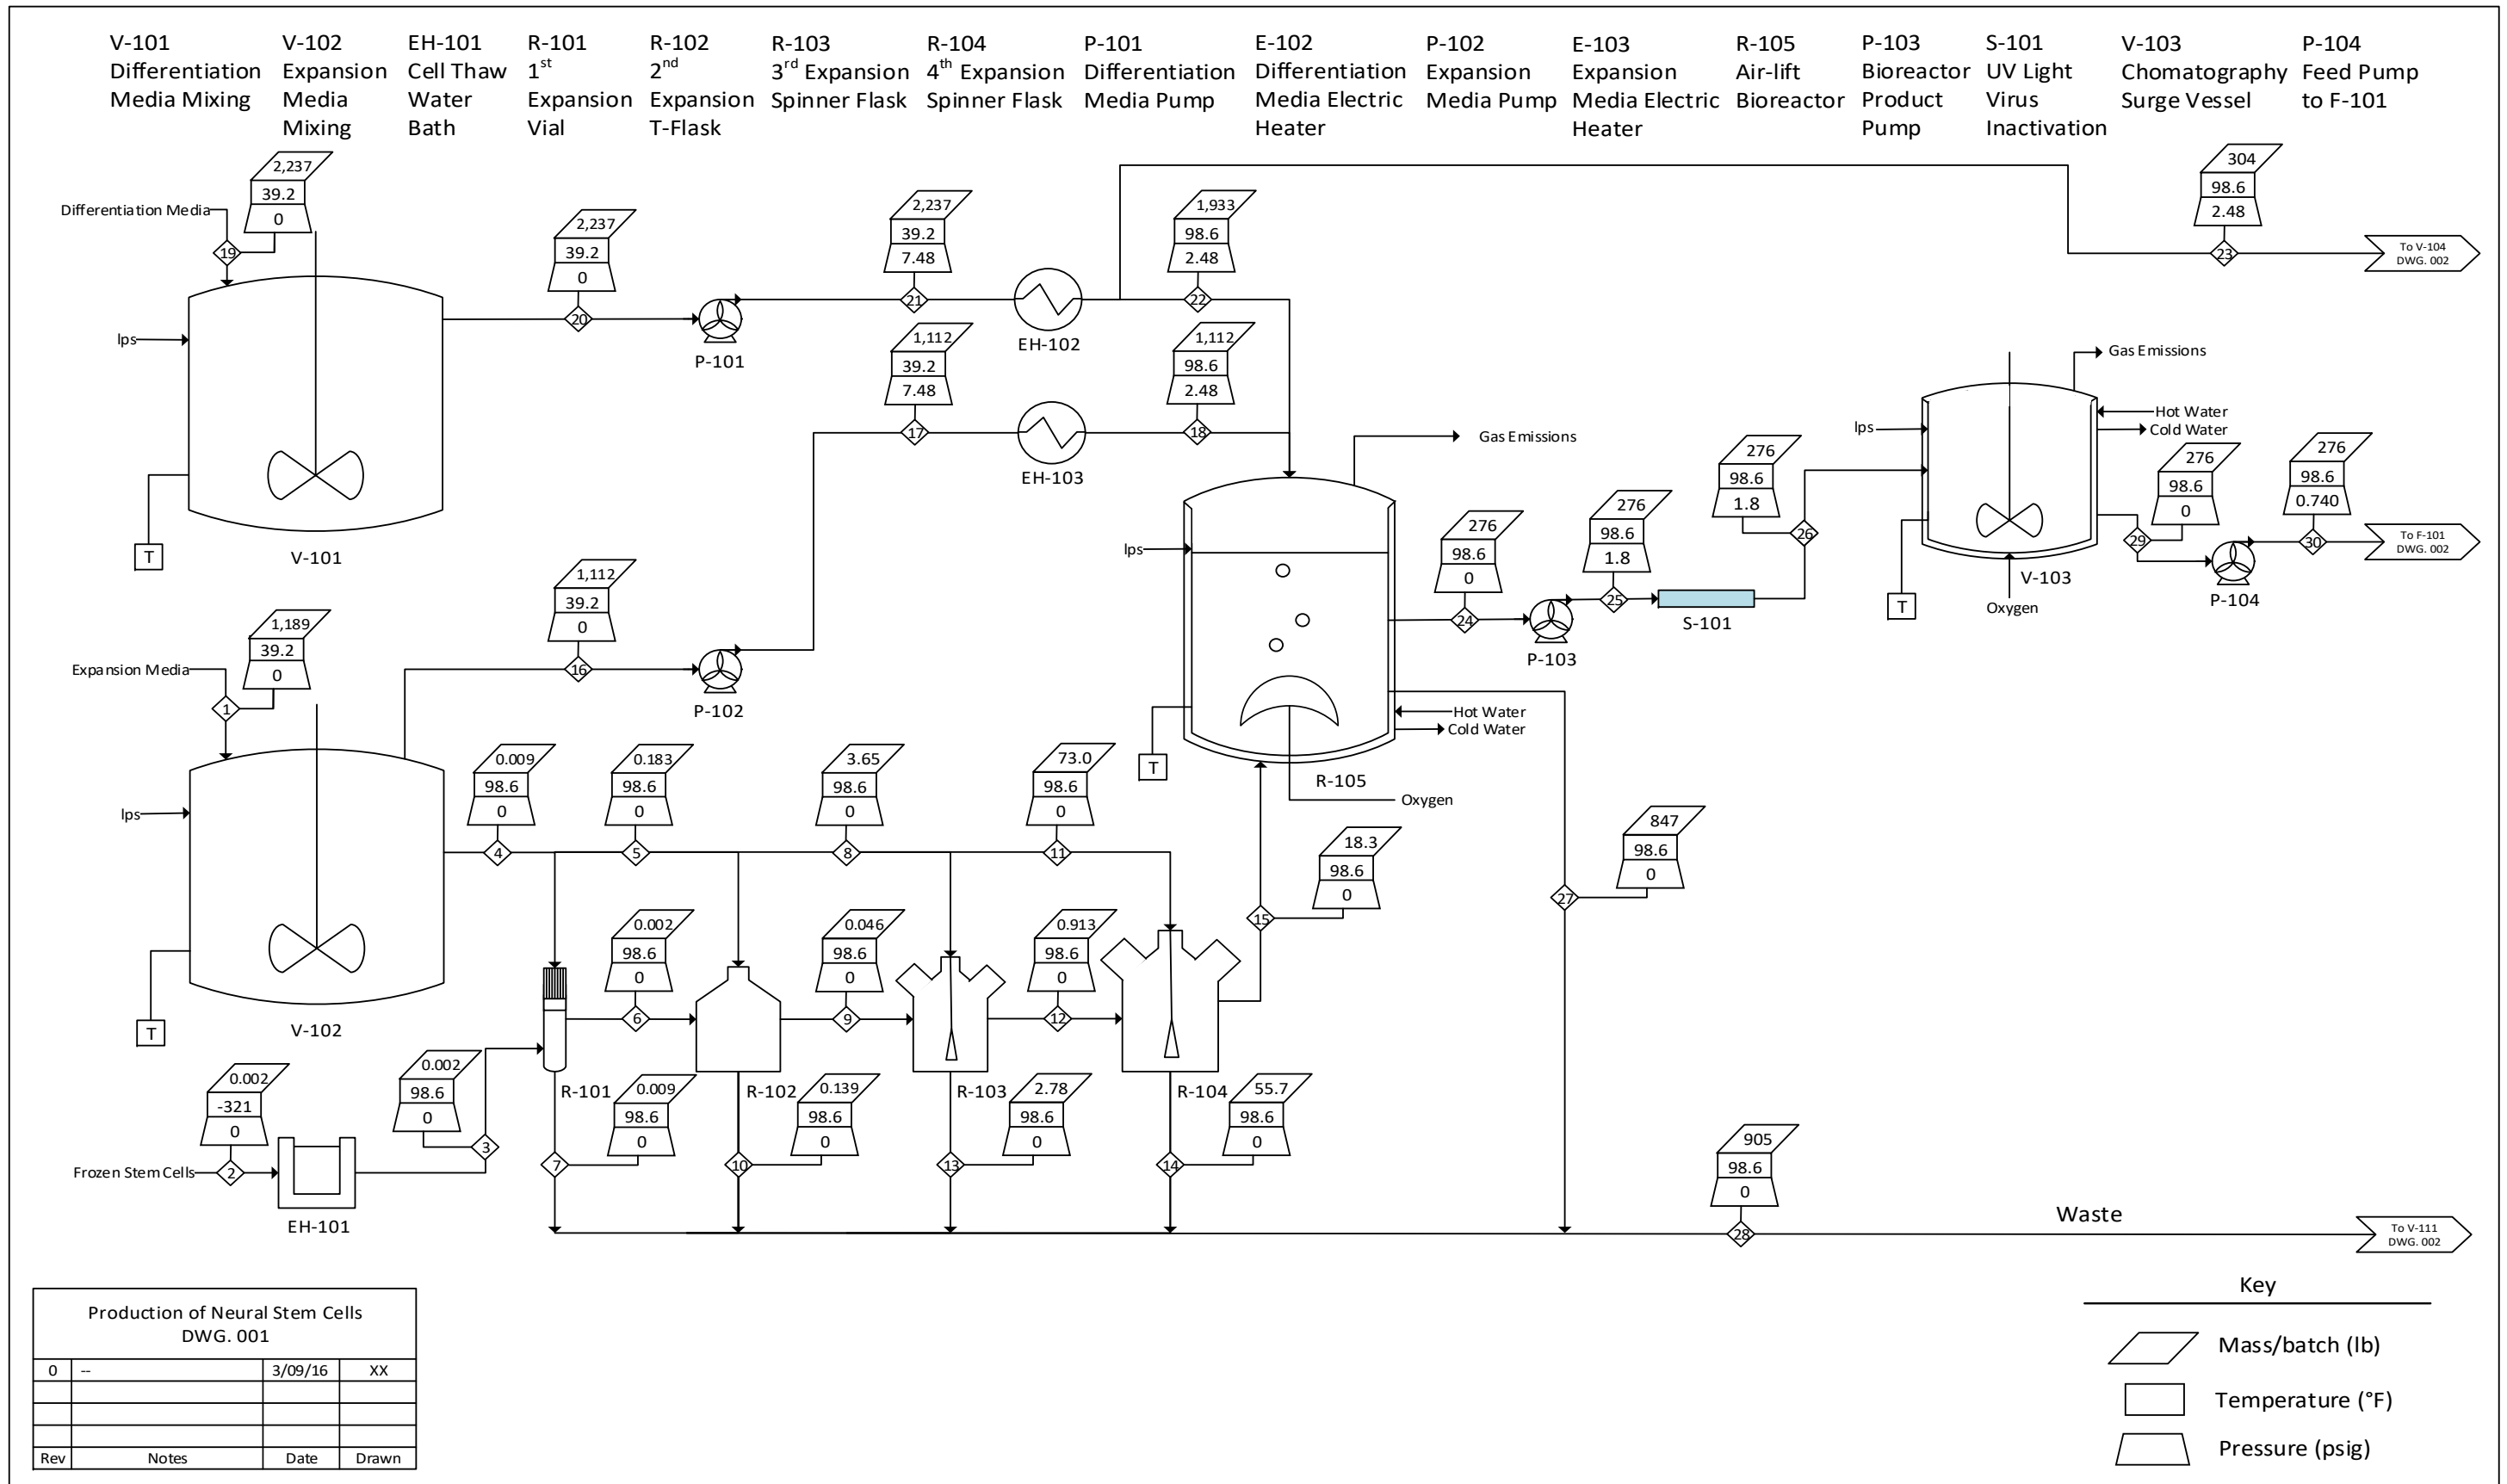 V-101
Differentiation
Media Mixing
V-102
Expansion
Media
Mixing
EH-101
Cell Thaw
Water
Bath
R-101
1st
Expansion
Vial
R-102
2nd
Expansion
T-Flask
R-103
3rd Expansion
Spinner Flask
R-104
4th Expansion
Spinner Flask
P-101
Differentiation
Media Pump
E-102
Differentiation
Media Electric
Heater
P-102
Expansion
Media Pump
E-103
Expansion
Media Electric
Heater
R-105
Air-lift
Bioreactor
P-103
Bioreactor
Product
Pump
S-101
UV Light
Virus
Inactivation
V-103
Chomatography
Surge Vessel
P-104
Feed Pump
to F-101
2,237
39.2
0
Differentiation Media
19
lps
T
V-101
2,237
39.2
0
20
P-101
2,237
39.2
7.48
21
EH-102
1,933
98.6
2.48
22
304
98.6
2.48
23
To V-104
DWG. 002
1,112
39.2
7.48
17
EH-103
1,112
98.6
2.48
18
1,189
39.2
0
Expansion Media
1
lps
T
V-102
1,112
39.2
0
16
P-102
Gas Emissions
lps
T
R-105
Oxygen
Hot Water
Cold Water
276
98.6
0
24
P-103
276
98.6
1.8
25
S-101
276
98.6
1.8
26
Gas Emissions
Hot Water
Cold Water
lps
T
V-103
Oxygen
276
98.6
0
29
P-104
276
98.6
0.740
30
To F-101
DWG. 002
0.009
98.6
0
4
0.183
98.6
0
5
3.65
98.6
0
8
73.0
98.6
0
11
18.3
98.6
0
15
847
98.6
0
27
0.002
98.6
0
6
0.046
98.6
0
9
0.913
98.6
0
12
0.002
-321
0
Frozen Stem Cells
2
EH-101
0.002
98.6
0
3
R-101
0.009
98.6
0
7
R-102
0.139
98.6
0
10
R-103
2.78
98.6
0
13
R-104
55.7
98.6
0
14
905
98.6
0
28
Waste
To V-111
DWG. 002
Production of Neural Stem Cells
DWG. 001
0 -- 3/09/16 XX
Rev Notes Date Drawn
Key
Mass/batch (lb)
Temperature (°F)
Pressure (psig)